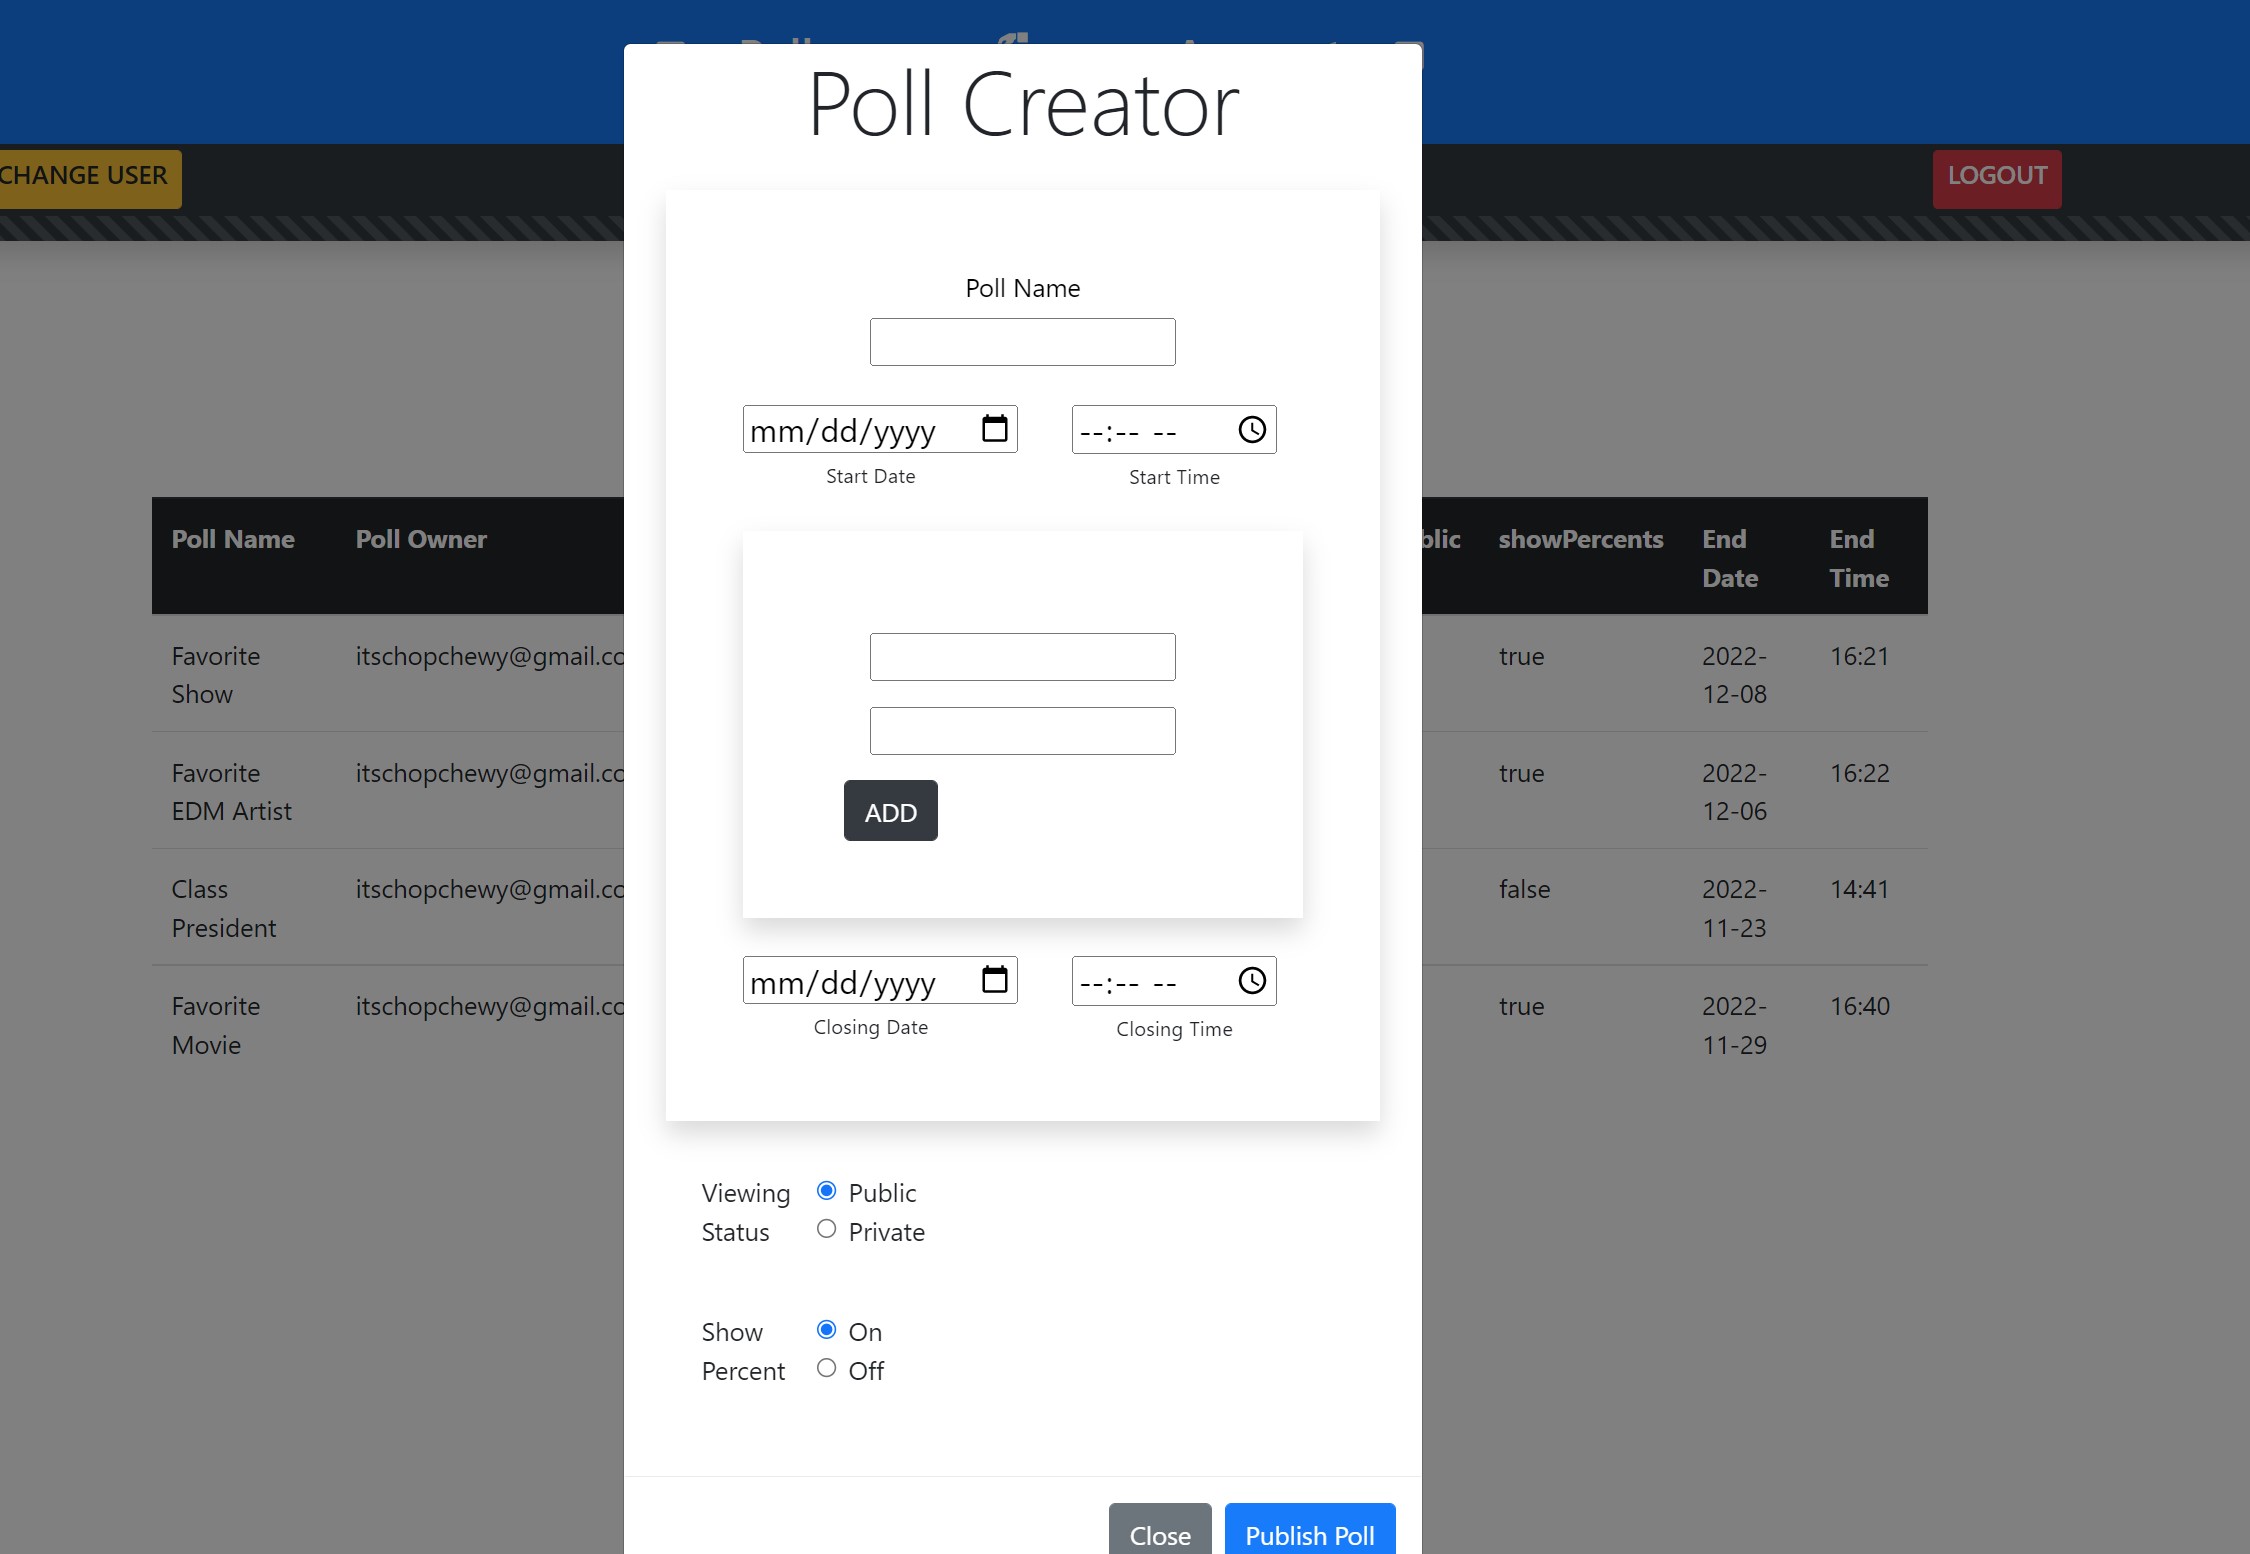 Poll Creator
CHANGE USER
LOGOUT
Poll Name
mm/dd/yyyy
--:-- --
Start Date
Start Time
ADD
mm/dd/yyyy
--:-- --
Closing Date
Closing Time
Viewing
Status
Public
Private
Show
Percent
On
Off
Close
Publish Poll
Poll Name
Poll Owner
blic
showPercents
End
Date
End
Time
Favorite
Show
itschopchewy@gmail.co
true
2022-
12-08
16:21
Favorite
EDM Artist
itschopchewy@gmail.co
true
2022-
12-06
16:22
Class
President
itschopchewy@gmail.co
false
2022-
11-23
14:41
Favorite
Movie
itschopchewy@gmail.co
true
2022-
11-29
16:40